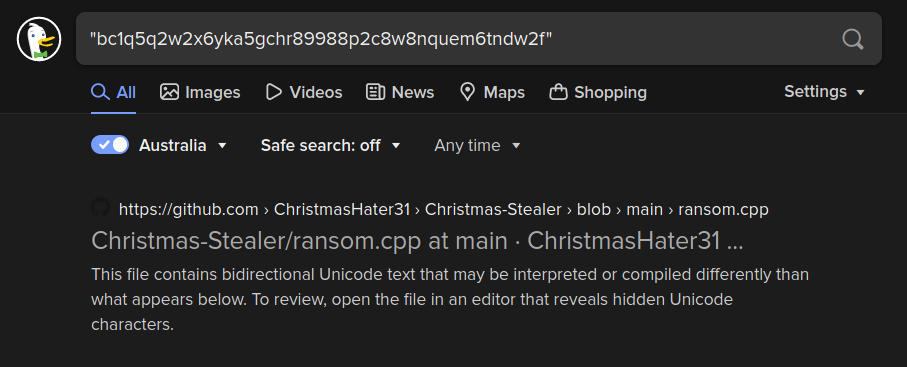 "bc1q5q2w2x6yka5gchr89988p2c8w8nquem6tndw2f"
All Images Videos News Maps Shopping Settings
Australia Safe search: off Any time
https://github.com › ChristmasHater31 › Christmas-Stealer › blob › main › ransom.cpp
Christmas-Stealer/ransom.cpp at main · ChristmasHater31 ...
This file contains bidirectional Unicode text that may be interpreted or compiled differently than
what appears below. To review, open the file in an editor that reveals hidden Unicode
characters.